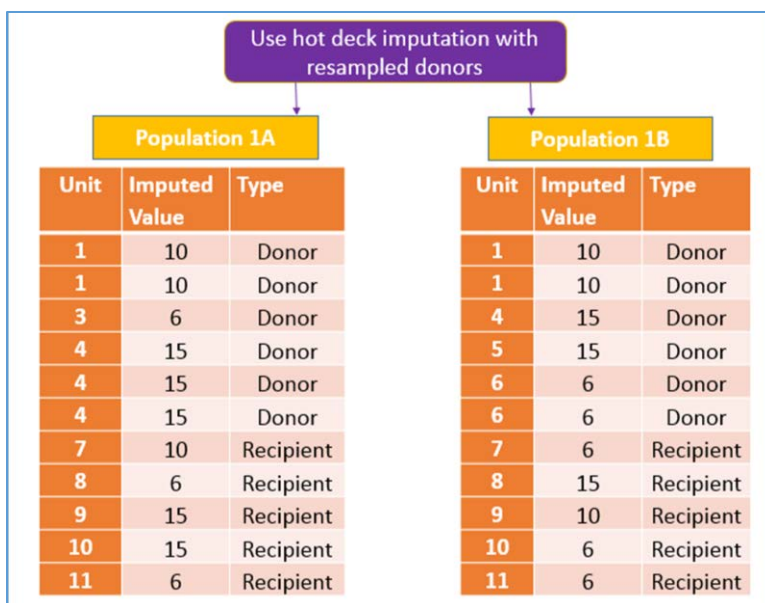 Use hot deck imputation with
resampled donors
Population 1A
Unit Imputed Value Type
1 10 Donor
1 10 Donor
3 6 Donor
4 15 Donor
4 15 Donor
4 15 Donor
7 10 Recipient
8 6 Recipient
9 15 Recipient
10 15 Recipient
11 6 Recipient
Population 1B
Unit Imputed Value Type
1 10 Donor
1 10 Donor
4 15 Donor
5 15 Donor
6 6 Donor
6 6 Donor
7 6 Recipient
8 15 Recipient
9 10 Recipient
10 6 Recipient
11 6 Recipient